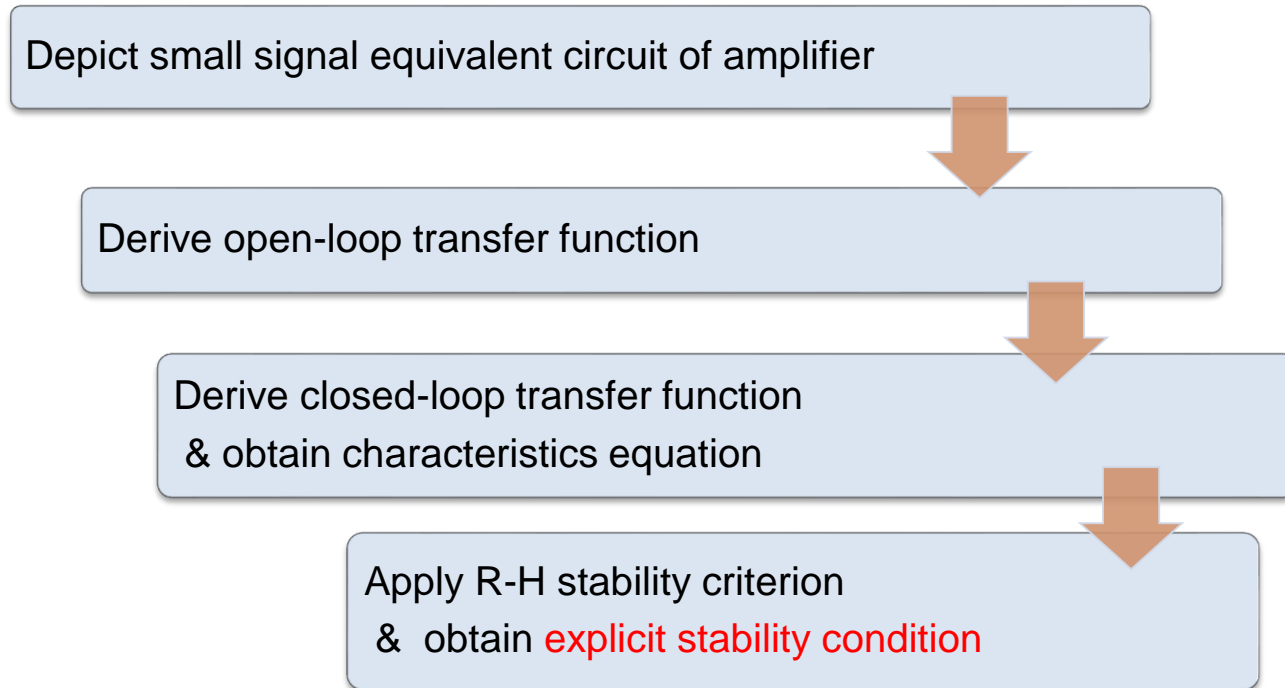 Depict small signal equivalent circuit of amplifier
Derive open-loop transfer function
Derive closed-loop transfer function
& obtain characteristics equation
Apply R-H stability criterion
& obtain explicit stability condition